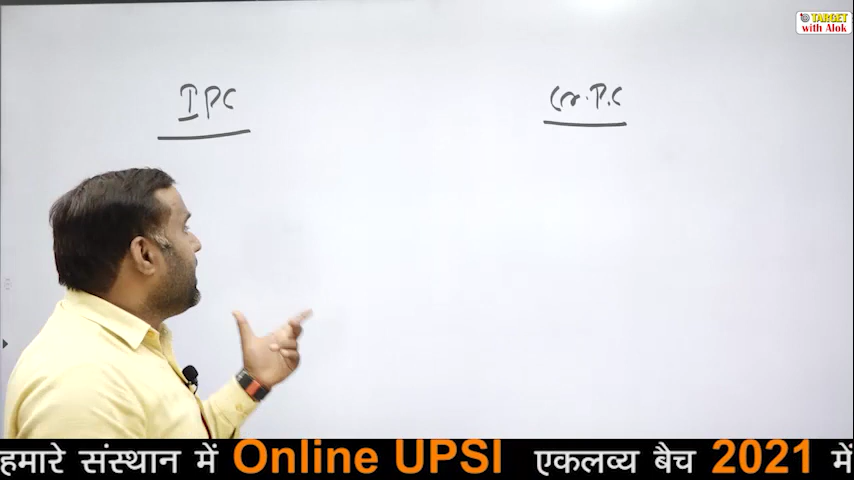 TARGET
with Alok
IPC
Cr.P.C
हमारे संस्थान में Online UPSI एकलव्य बैच 2021 में